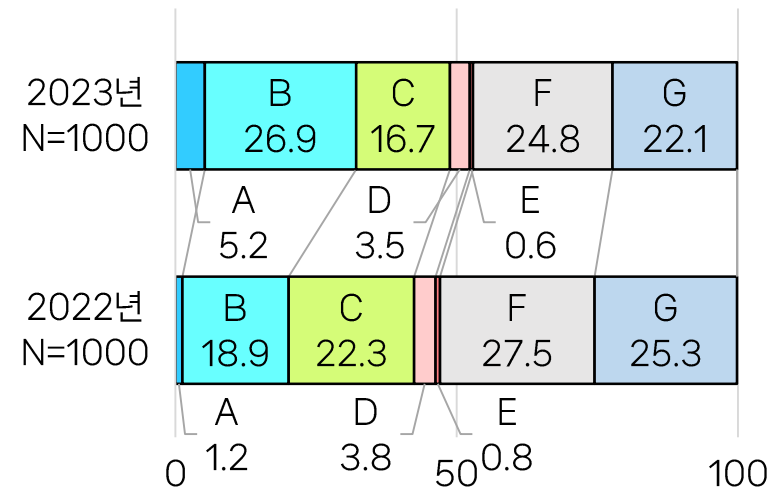 2023년
N=1000
B
26.9
C
16.7
F
24.8
G
22.1
A
5.2
D
3.5
E
0.6
2022년
N=1000
B
18.9
C
22.3
F
27.5
G
25.3
A
1.2
D
3.8
E
0.8
0
50
100